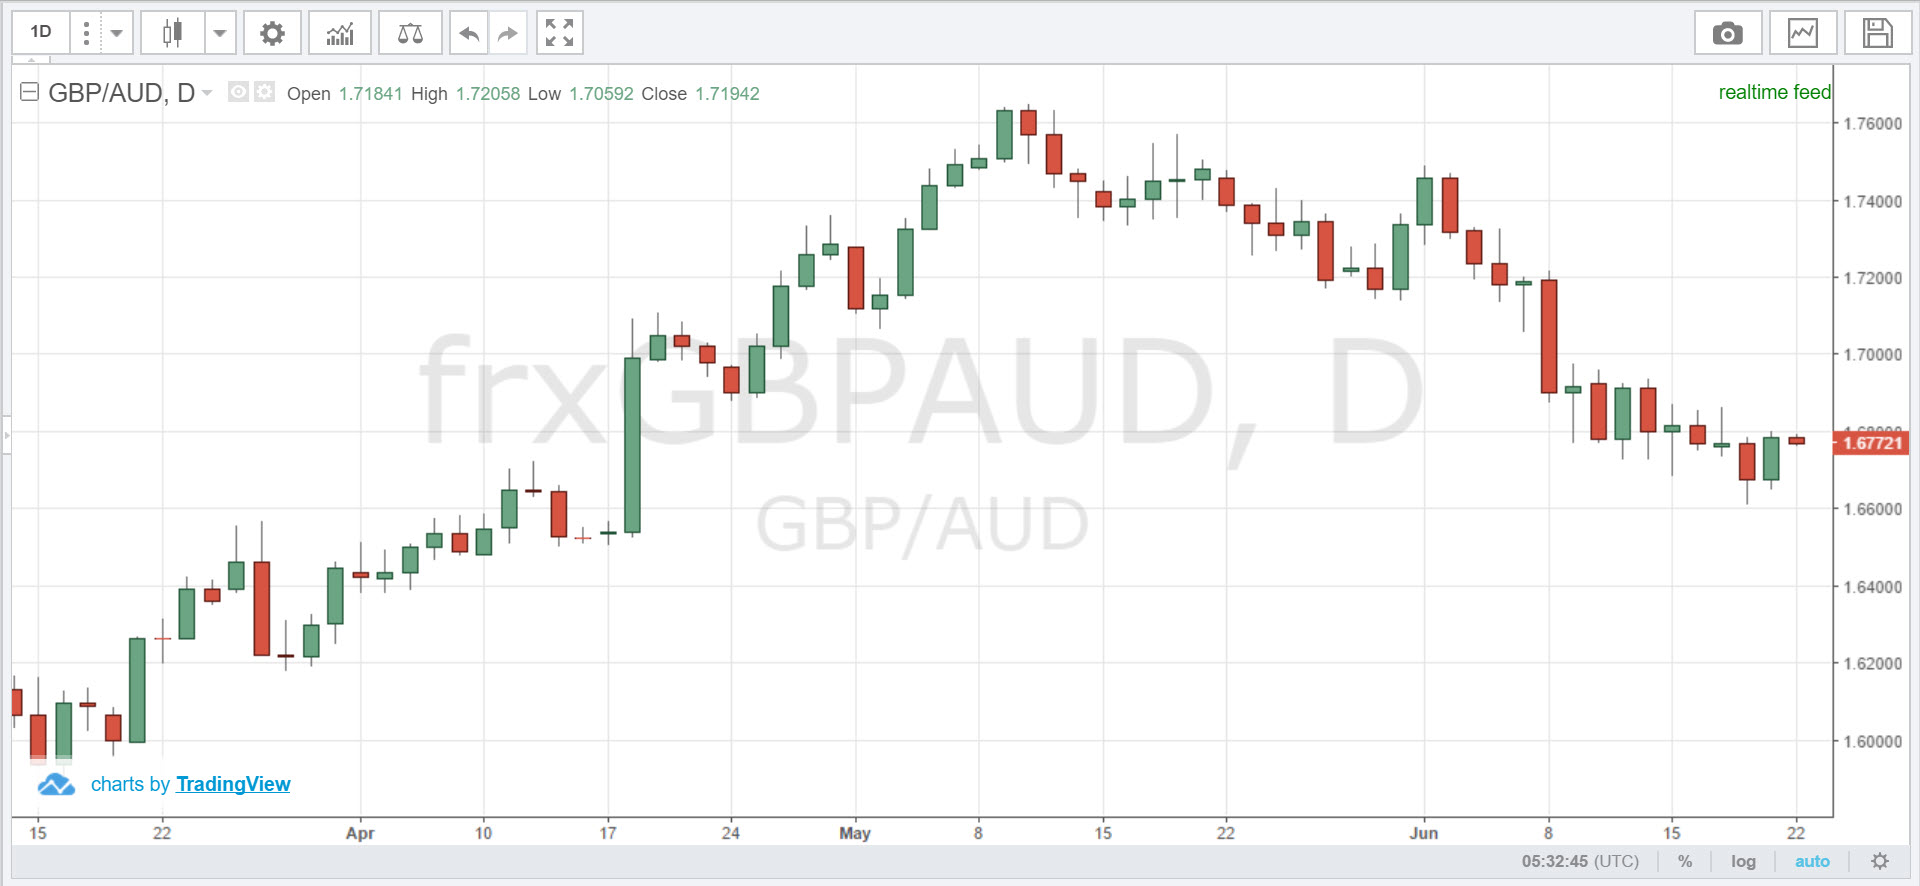 1D
GBP/AUD, D Open 1.71841 High 1.72058 Low 1.70592 Close 1.71942
realtime feed
1.76000
1.74000
1.72000
1.70000
1.68000
1.67721
1.66000
1.64000
1.62000
1.60000
frxGBPAUD, D
GBP/AUD
charts by TradingView
15 22 Apr 10 17 24 May 8 15 22 Jun 8 15 22
05:32:45 (UTC) % log auto